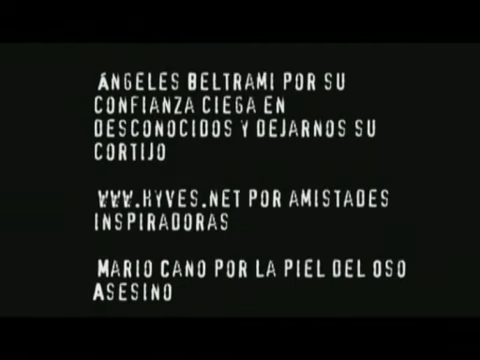 ÁNGELES BELTRAMI POR SU
CONFIANZA CIEGA EN
DESCONOCIDOS Y DEJARNOS SU
CORTIJO
WWW.HYVES.NET POR AMISTADES
INSPIRADORAS
MARIO CANO POR LA PIEL DEL OSO
ASESINO